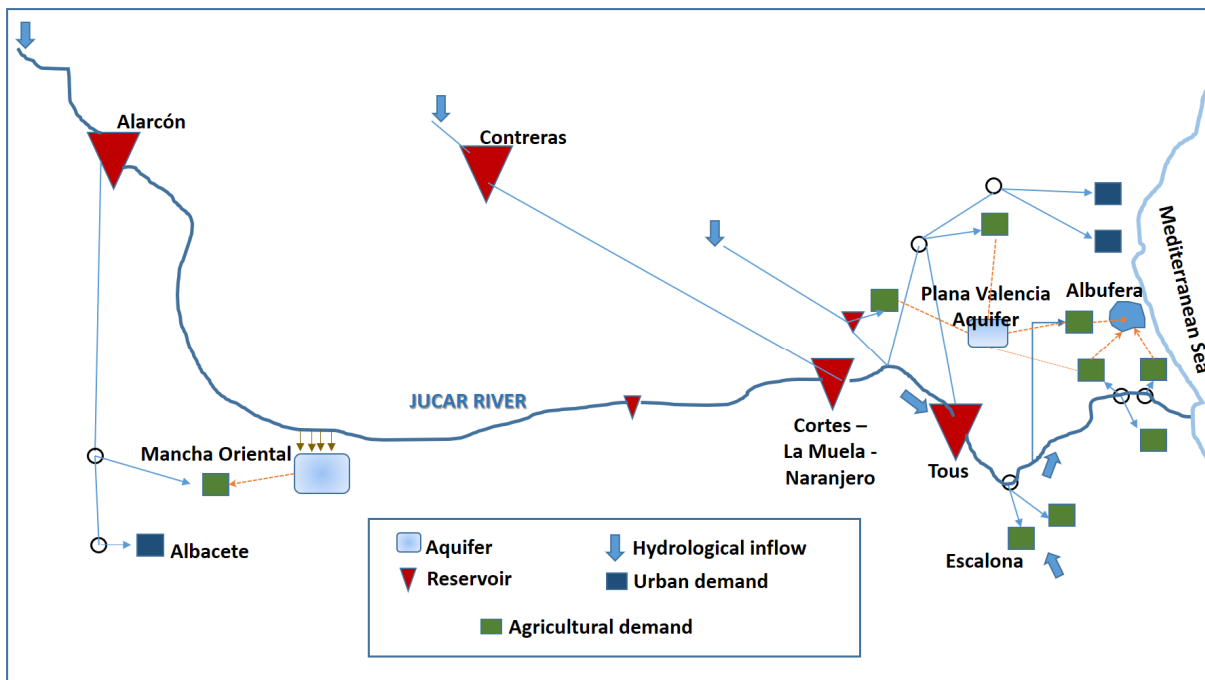 Alarcón
Contreras
Plana Valencia
Aquifer
Albufera
Mediterranean Sea
JUCAR RIVER
Mancha Oriental
Cortes –
La Muela -
Naranjero
Tous
Albacete
Escalona
Aquifer
Hydrological inflow
Reservoir
Urban demand
Agricultural demand